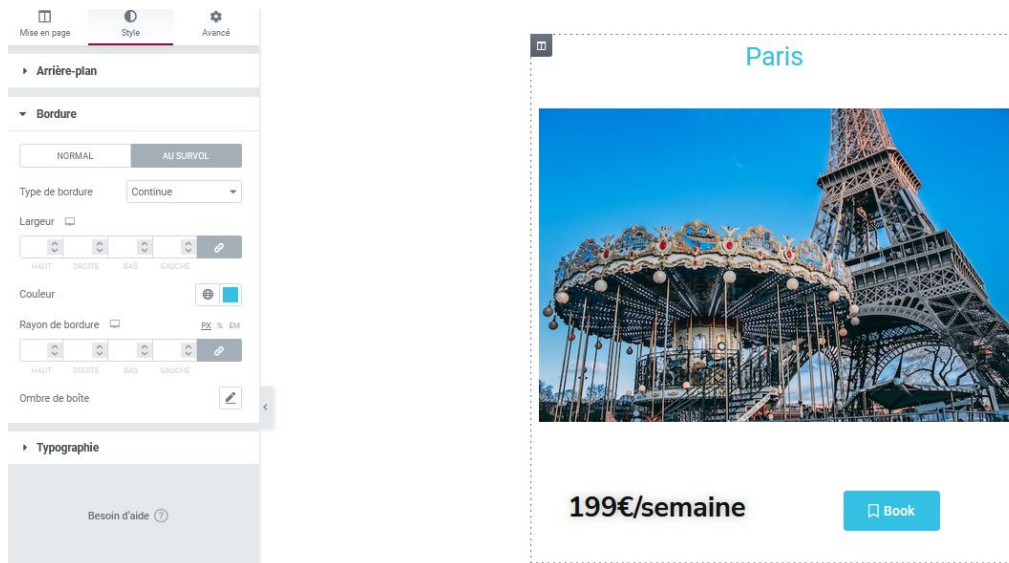 Mise en page Style Avancé
Arrière-plan
Bordure
NORMAL AU SURVOL
Type de bordure Continue
Largeur
HAUT DROITE BAS GAUCHE
Couleur
Rayon de bordure PX % EM
HAUT DROITE BAS GAUCHE
Ombre de boîte
Typographie
Besoin d'aide ?
Paris
199€/semaine
Book